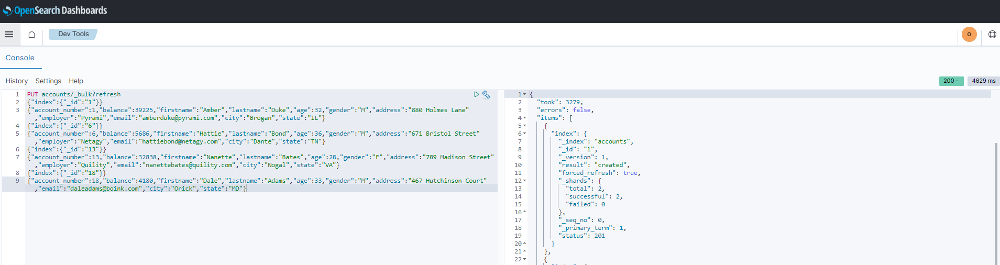 OpenSearch Dashboards
Dev Tools
o
Console
History Settings Help
200 - 4629 ms
1 PUT accounts/_bulk?refresh
2 {"index":{"_id":"1"}}
3 {"account_number":1,"balance":39225,"firstname":"Amber","lastname":"Duke","age":32,"gender":"M","address":"880 Holmes Lane"
,"employer":"Pyrami","email":"amberduke@pyrami.com","city":"Brogan","state":"IL"}
4 {"index":{"_id":"6"}}
5 {"account_number":6,"balance":5686,"firstname":"Hattie","lastname":"Bond","age":36,"gender":"M","address":"671 Bristol Street"
,"employer":"Netagy","email":"hattiebond@netagy.com","city":"Dante","state":"TN"}
6 {"index":{"_id":"13"}}
7 {"account_number":13,"balance":32838,"firstname":"Nanette","lastname":"Bates","age":28,"gender":"F","address":"789 Madison Street"
,"employer":"Quility","email":"nanettebates@quility.com","city":"Nogal","state":"VA"}
8 {"index":{"_id":"18"}}
9 {"account_number":18,"balance":4180,"firstname":"Dale","lastname":"Adams","age":33,"gender":"M","address":"467 Hutchinson Court"
,"email":"daleadams@boink.com","city":"Orick","state":"MD"}
1 {
2 "took": 3279,
3 "errors": false,
4 "items": [
5 {
6 "index": {
7 "_index": "accounts",
8 "_id": "1",
9 "_version": 1,
10 "result": "created",
11 "forced_refresh": true,
12 "_shards": {
13 "total": 2,
14 "successful": 2,
15 "failed": 0
16 },
17 "_seq_no": 0,
18 "_primary_term": 1,
19 "status": 201
20 }
21 },
22 {